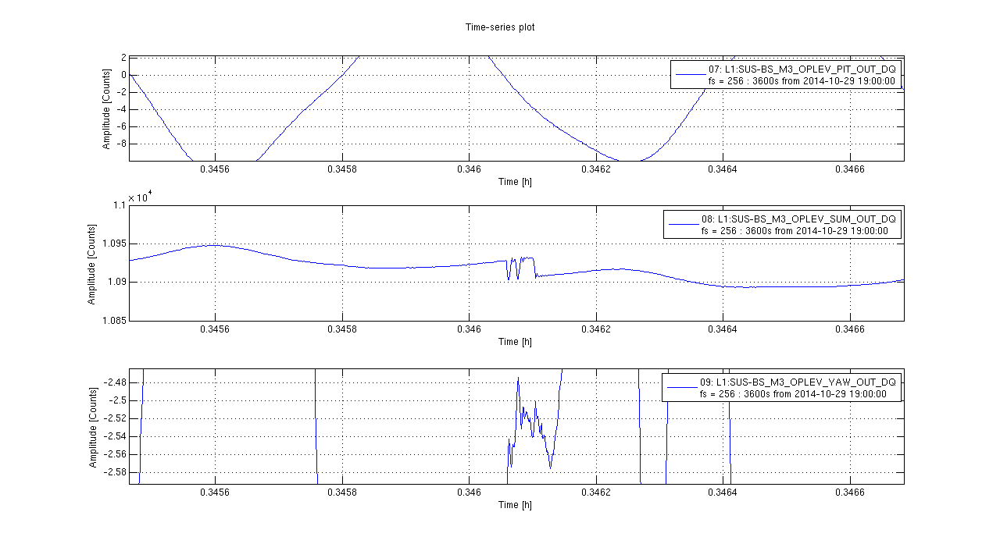 Time-series plot
2
0
-2
-4
-6
-8
Amplitude [Counts]
07: L1:SUS-BS_M3_OPLEV_PIT_OUT_DQ
fs = 256 : 3600s from 2014-10-29 19:00:00
0.3456 0.3458 0.346 0.3462 0.3464 0.3466
Time [h]
× 10^4
1.1
1.095
1.09
1.085
Amplitude [Counts]
08: L1:SUS-BS_M3_OPLEV_SUM_OUT_DQ
fs = 256 : 3600s from 2014-10-29 19:00:00
0.3456 0.3458 0.346 0.3462 0.3464 0.3466
Time [h]
-2.48
-2.5
-2.52
-2.54
-2.56
-2.58
Amplitude [Counts]
09: L1:SUS-BS_M3_OPLEV_YAW_OUT_DQ
fs = 256 : 3600s from 2014-10-29 19:00:00
0.3456 0.3458 0.346 0.3462 0.3464 0.3466
Time [h]